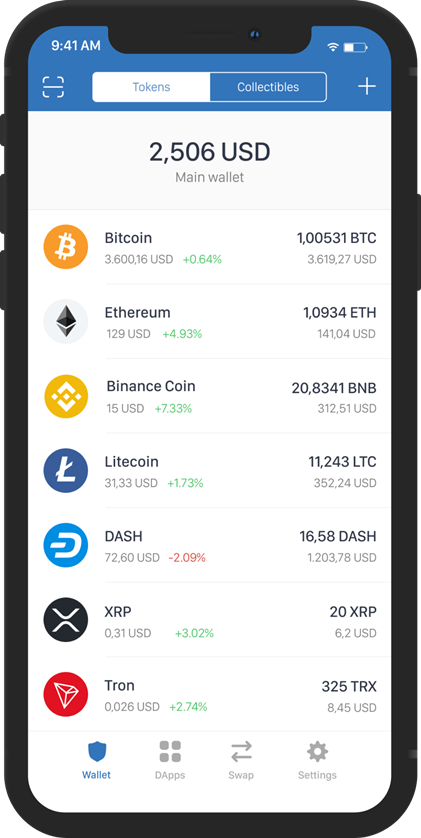 9:41 AM
Tokens Collectibles
2,506 USD
Main wallet
Bitcoin 1,00531 BTC
3.600,16 USD +0.64% 3.619,27 USD
Ethereum 1,0934 ETH
129 USD +4.93% 141,04 USD
Binance Coin 20,8341 BNB
15 USD +7.33% 312,51 USD
Litecoin 11,243 LTC
31,33 USD +1.73% 352,24 USD
DASH 16,58 DASH
72,60 USD -2.09% 1.203,78 USD
XRP 20 XRP
0,31 USD +3.02% 6,2 USD
Tron 325 TRX
0,026 USD +2.74% 8,45 USD
Wallet DApps Swap Settings